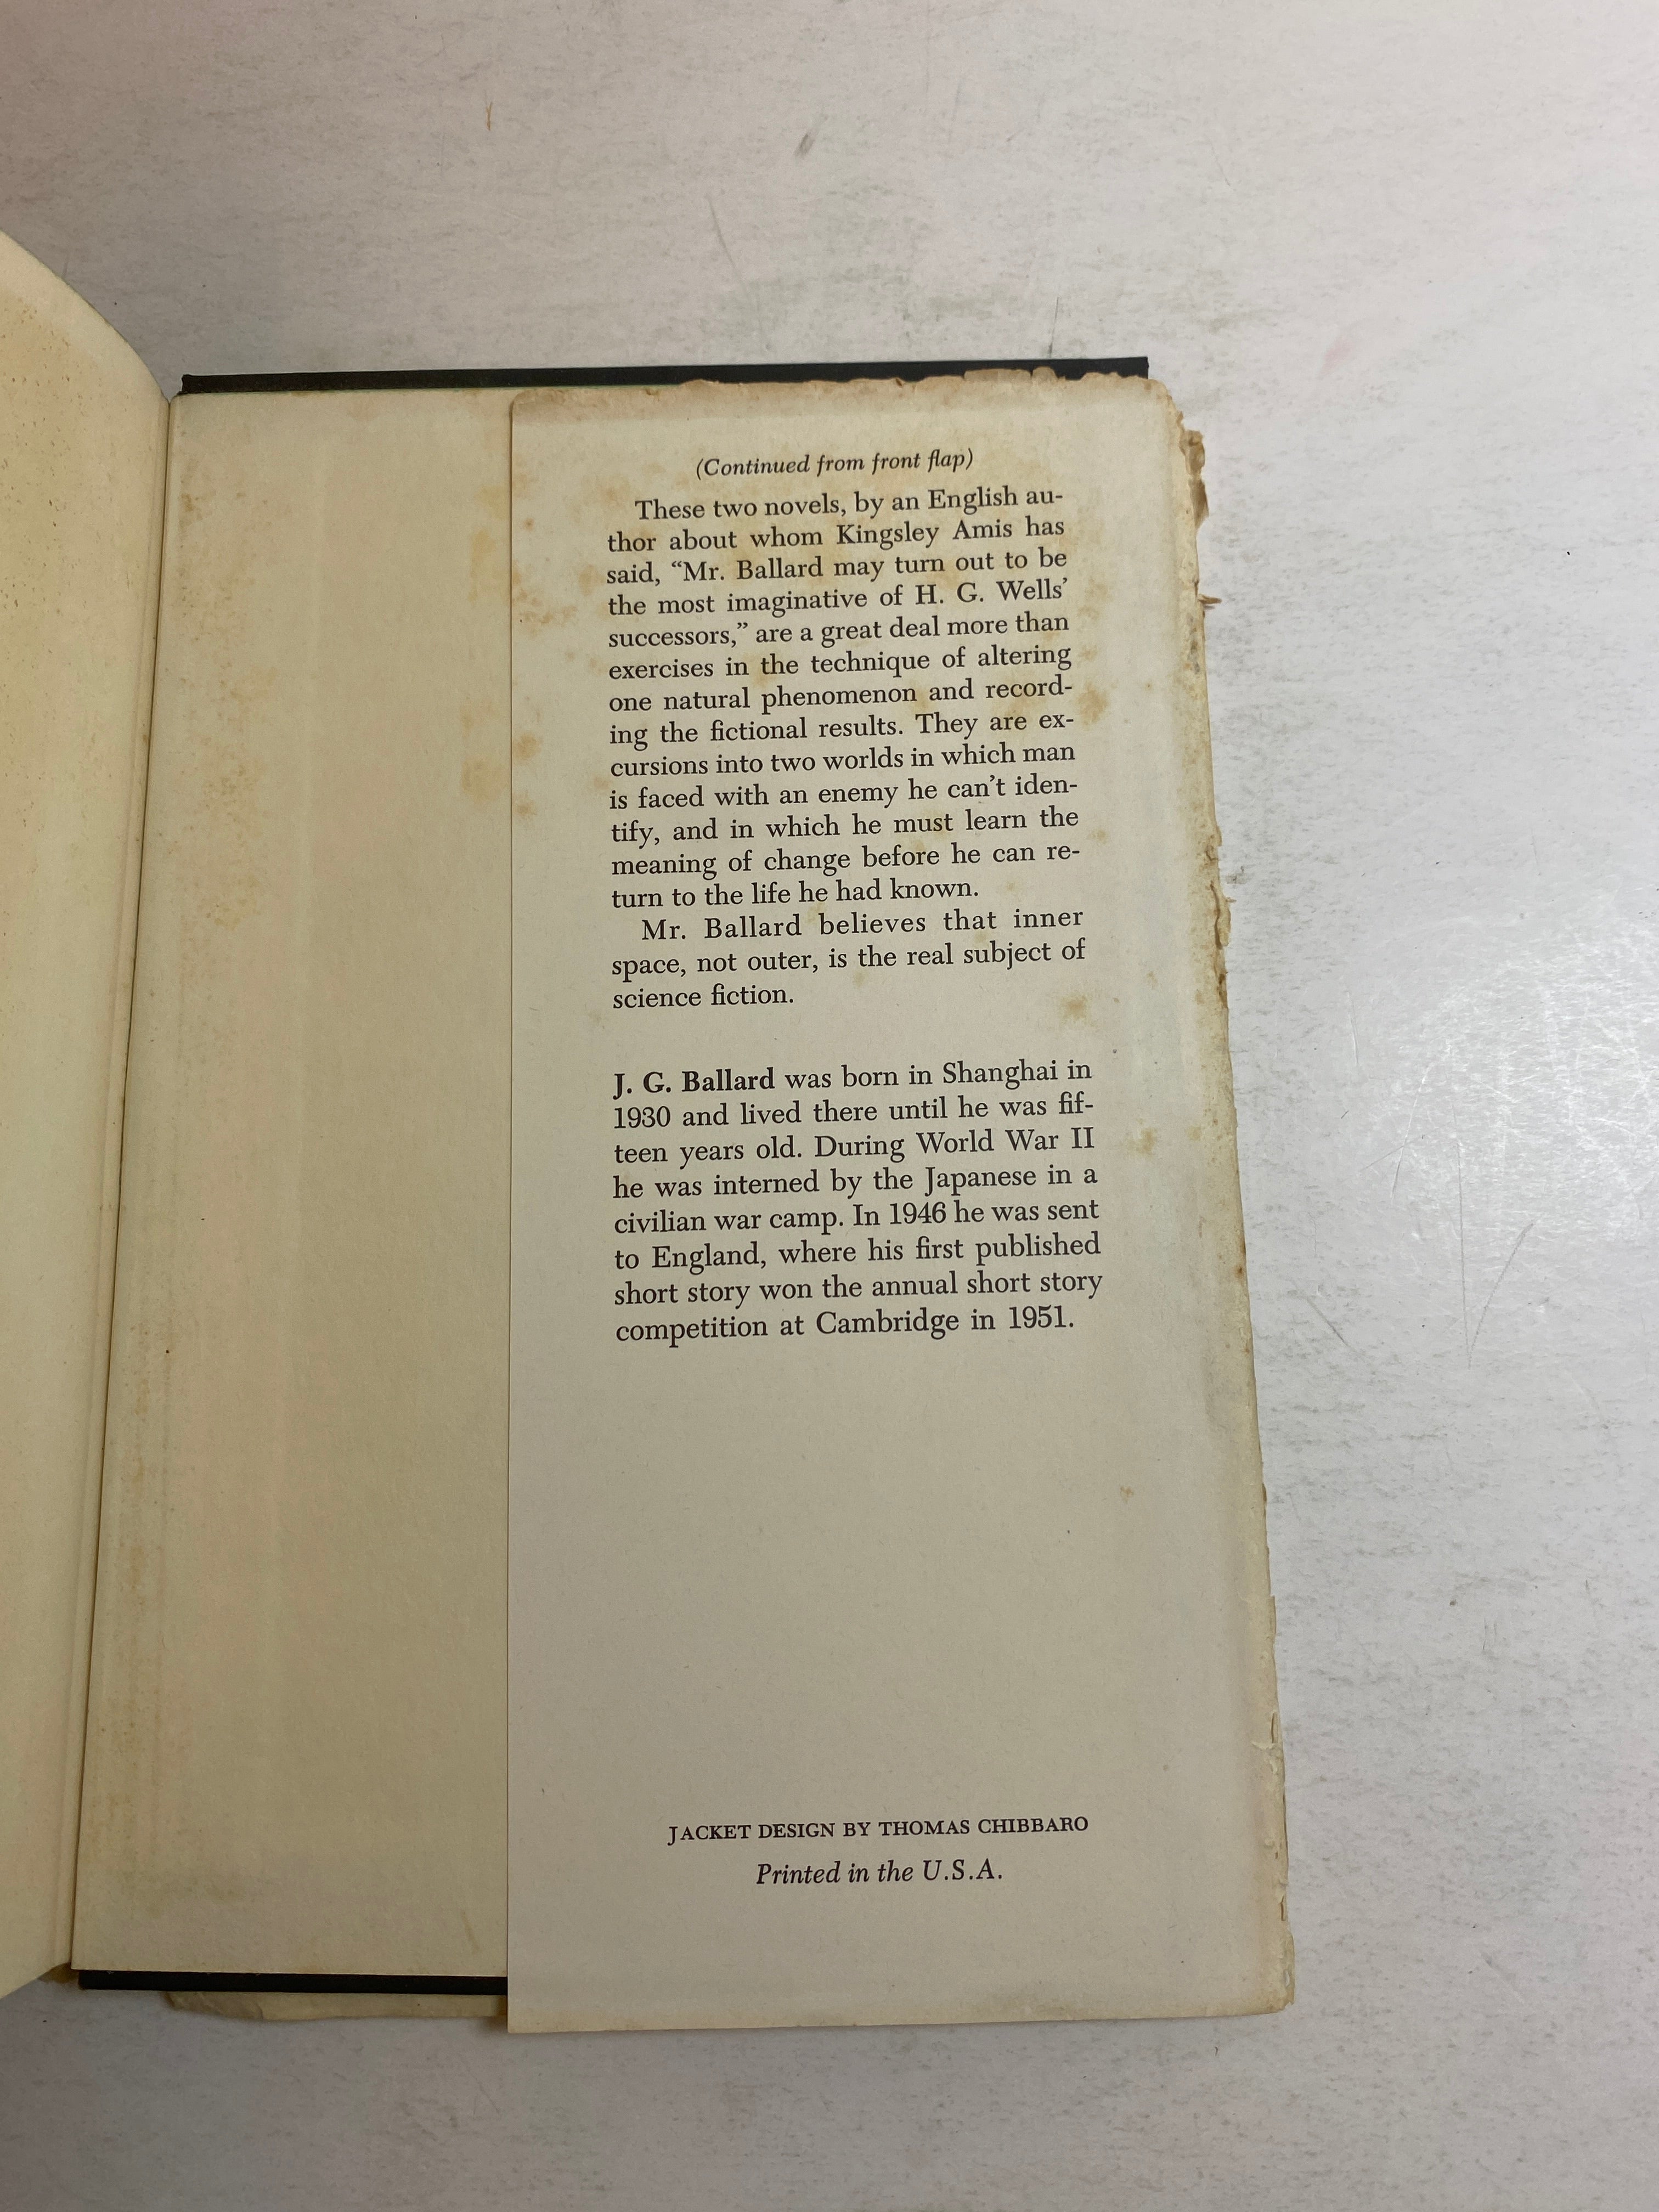 (Continued from front flap)
These two novels, by an English au-
thor about whom Kingsley Amis has
said, “Mr. Ballard may turn out to be
the most imaginative of H. G. Wells’
successors,” are a great deal more than
exercises in the technique of altering
one natural phenomenon and record-
ing the fictional results. They are ex-
cursions into two worlds in which man
is faced with an enemy he can’t iden-
tify, and in which he must learn the
meaning of change before he can re-
turn to the life he had known.
Mr. Ballard believes that inner
space, not outer, is the real subject of
science fiction.
J. G. Ballard was born in Shanghai in
1930 and lived there until he was fif-
teen years old. During World War II
he was interned by the Japanese in a
civilian war camp. In 1946 he was sent
to England, where his first published
short story won the annual short story
competition at Cambridge in 1951.
JACKET DESIGN BY THOMAS CHIBBARO
Printed in the U.S.A.